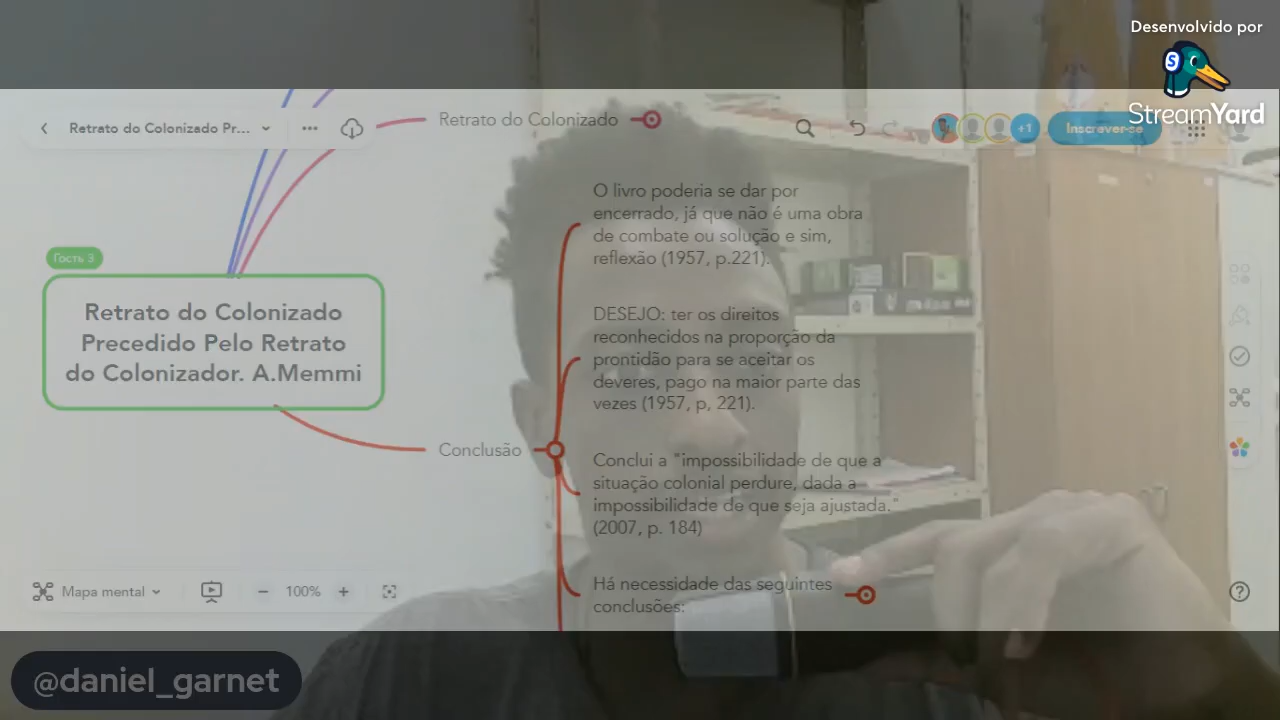 Desenvolvido por
StreamYard
Retrato do Colonizado Pr...
Retrato do Colonizado
+1
Inscrever-se
Гость 3
Retrato do Colonizado
Precedido Pelo Retrato
do Colonizador. A.Memmi
O livro poderia se dar por
encerrado, já que não é uma obra
de combate ou solução e sim,
reflexão (1957, p.221).
DESEJO: ter os direitos
reconhecidos na proporção da
prontidão para se aceitar os
deveres, pago na maior parte das
vezes (1957, p, 221).
Conclusão
Conclui a "impossibilidade de que a
situação colonial perdure, dada a
impossibilidade de que seja ajustada."
(2007, p. 184)
Há necessidade das seguintes
conclusões:
Mapa mental
100%
@daniel_garnet